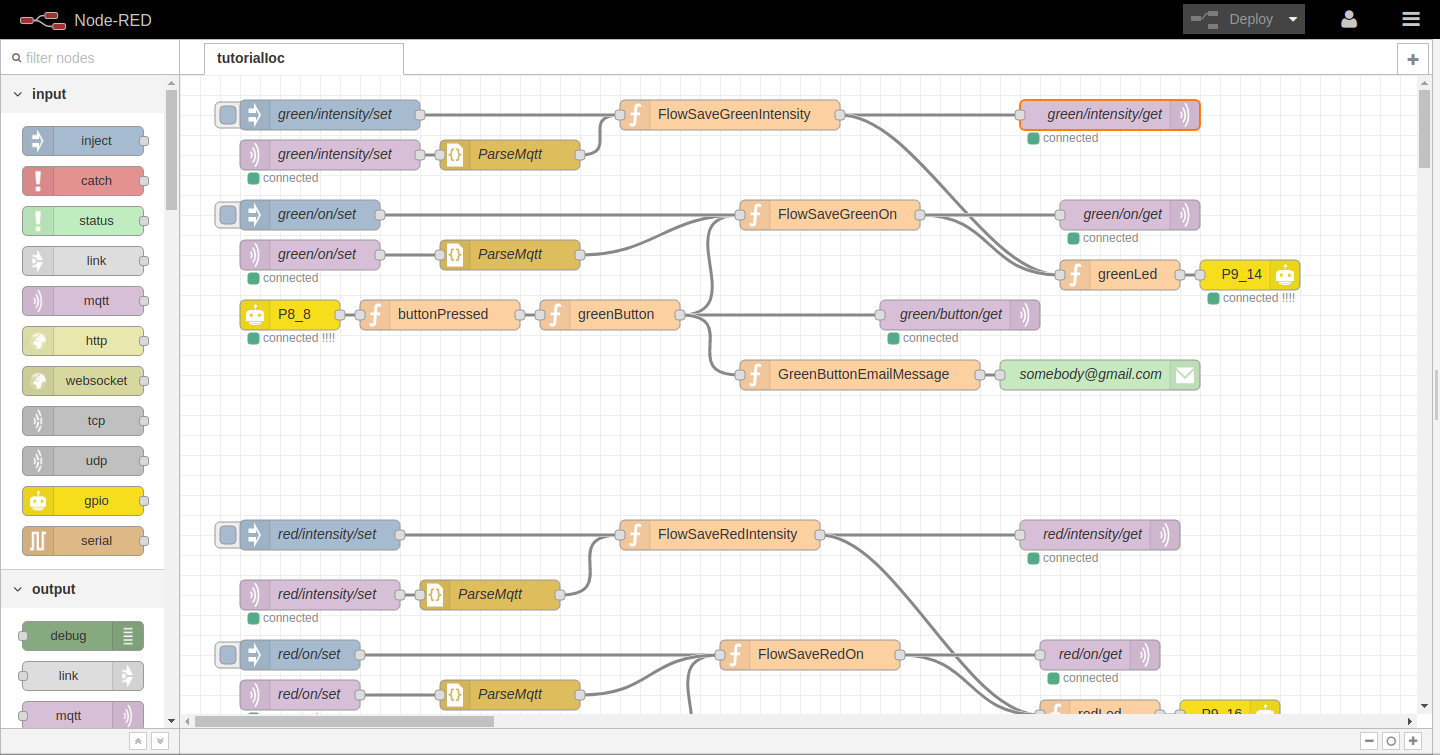 Node-RED
Deploy
filter nodes
tutorialloc
input
inject
catch
status
link
mqtt
http
websocket
tcp
udp
gpio
serial
output
debug
link
mqtt
green/intensity/set
FlowSaveGreenIntensity
green/intensity/get
connected
green/intensity/set
ParseMqtt
connected
green/on/set
FlowSaveGreenOn
green/on/get
connected
green/on/set
ParseMqtt
connected
greenLed
P9_14
connected !!!!
P8_8
buttonPressed
greenButton
green/button/get
connected !!!!
connected
GreenButtonEmailMessage
somebody@gmail.com
red/intensity/set
FlowSaveRedIntensity
red/intensity/get
connected
red/intensity/set
ParseMqtt
connected
red/on/set
FlowSaveRedOn
red/on/get
connected
red/on/set
ParseMqtt
redLed
P9_16